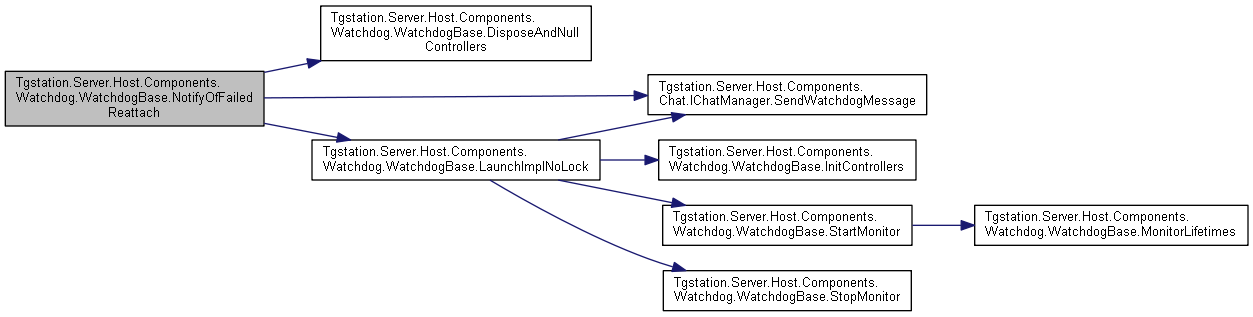 Tgstation.Server.Host.Components.
Watchdog.WatchdogBase.DisposeAndNull
Controllers
Tgstation.Server.Host.Components.
Watchdog.WatchdogBase.NotifyOfFailed
Reattach
Tgstation.Server.Host.Components.
Chat.IChatManager.SendWatchdogMessage
Tgstation.Server.Host.Components.
Watchdog.WatchdogBase.LaunchImplNoLock
Tgstation.Server.Host.Components.
Watchdog.WatchdogBase.InitControllers
Tgstation.Server.Host.Components.
Watchdog.WatchdogBase.StartMonitor
Tgstation.Server.Host.Components.
Watchdog.WatchdogBase.MonitorLifetimes
Tgstation.Server.Host.Components.
Watchdog.WatchdogBase.StopMonitor